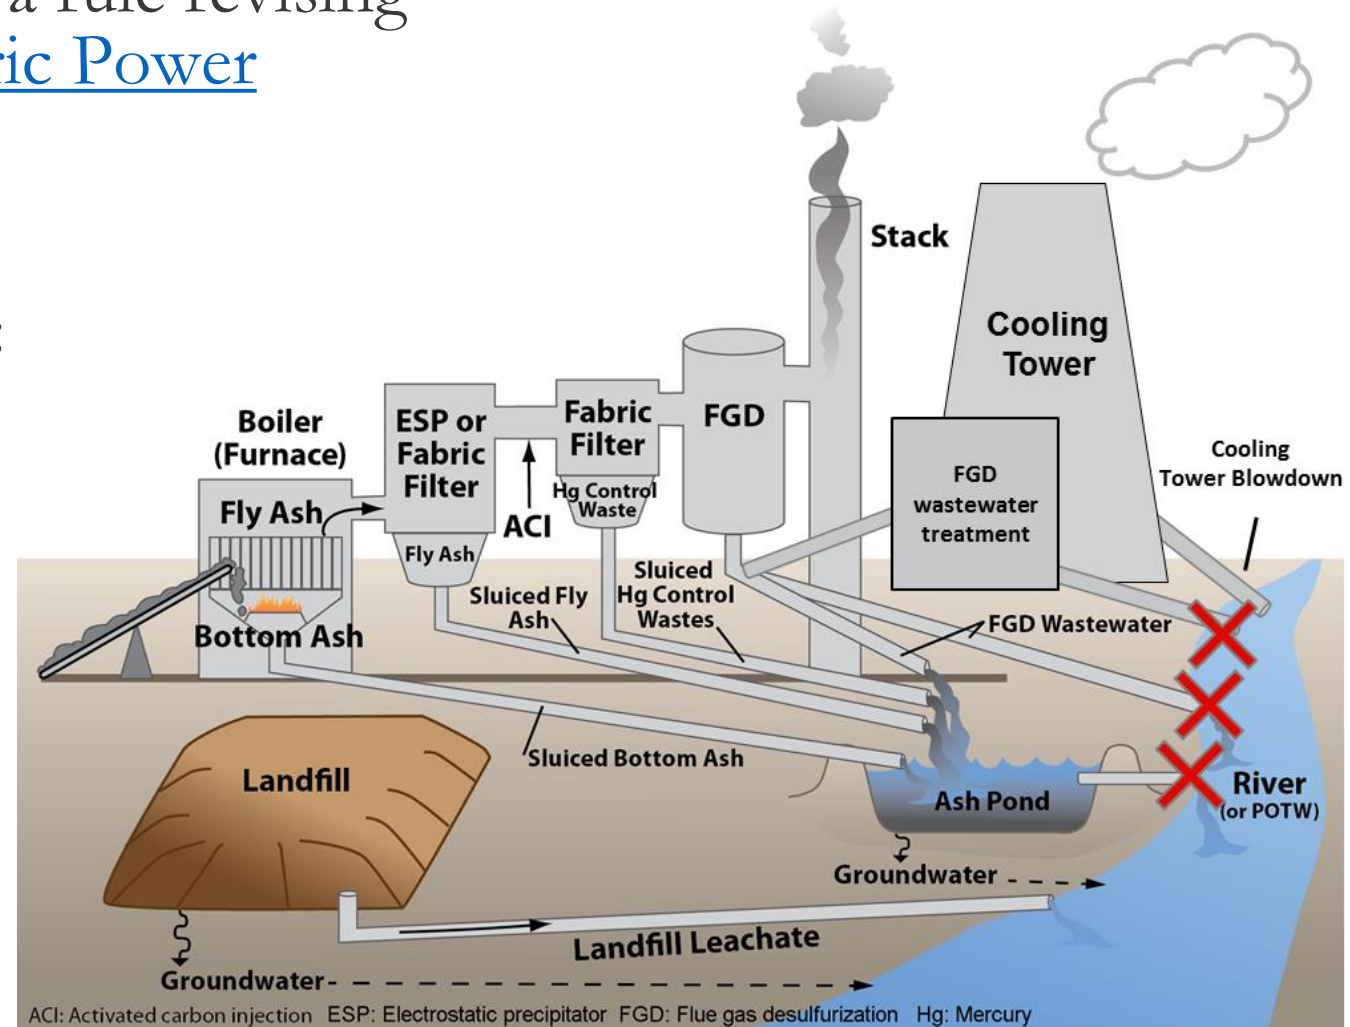 a rule revising
ric Power
:
Stack
Cooling
Tower
Boiler
(Furnace)
ESP or
Fabric
Filter
Fabric
Filter
FGD
Cooling
Tower Blowdown
FGD
wastewater
treatment
Fly Ash
Hg Control
Waste
ACI
Fly Ash
Bottom Ash
Sluiced Fly
Ash
Sluiced
Hg Control
Wastes
FGD Wastewater
Sluiced Bottom Ash
Landfill
Ash Pond
River
(or POTW)
Groundwater
Landfill Leachate
Groundwater
ACI: Activated carbon injection ESP: Electrostatic precipitator FGD: Flue gas desulfurization Hg: Mercury